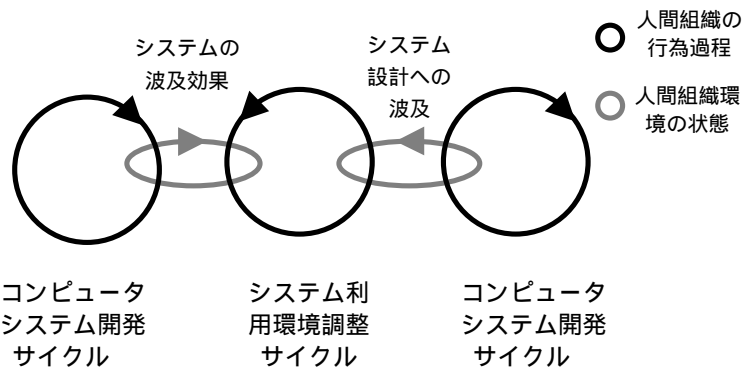 システムの
波及効果
システム
設計への
波及
人間組織の
行為過程
人間組織環
境の状態
コンピュータ
システム開発
サイクル
システム利
用環境調整
サイクル
コンピュータ
システム開発
サイクル